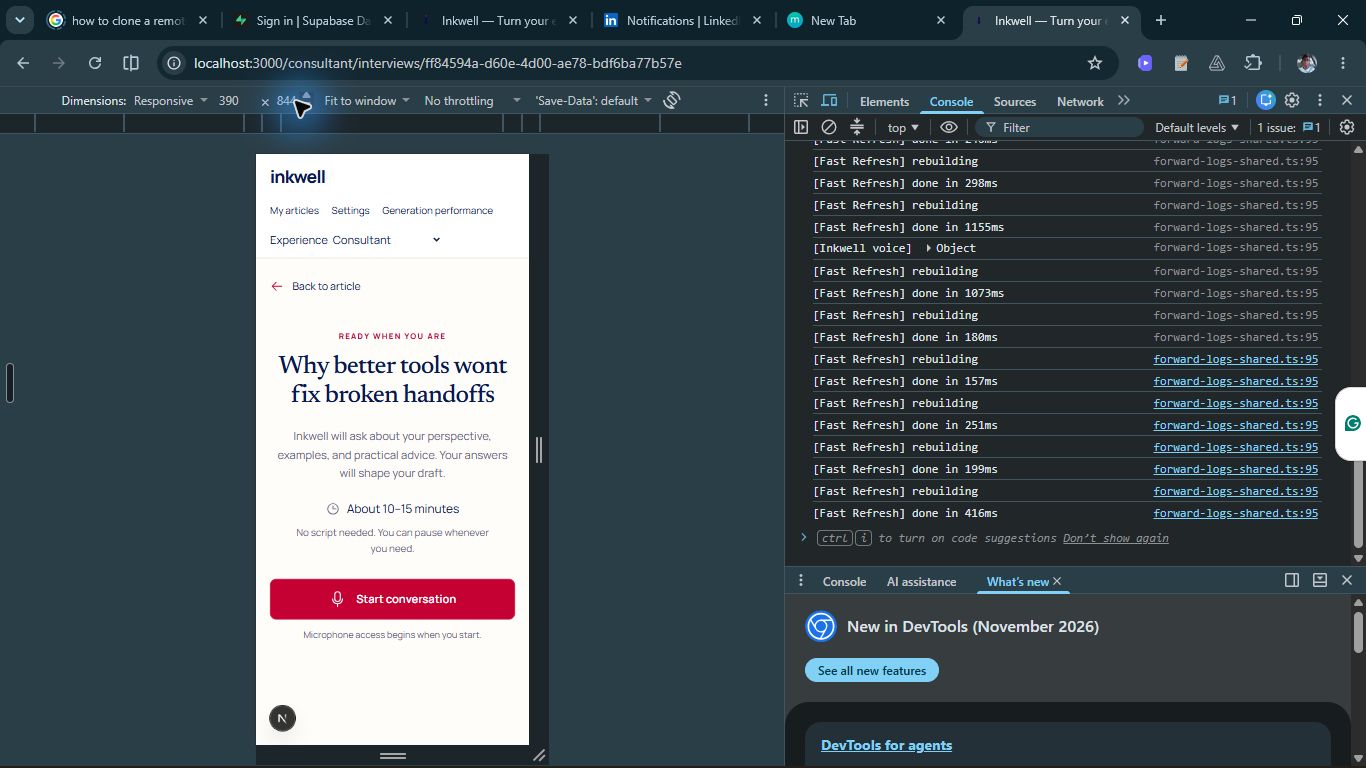 how to clone a remot
Sign in | Supabase Da
Inkwell — Turn your e
Notifications | Linked
New Tab
Inkwell — Turn your e
localhost:3000/consultant/interviews/ff84594a-d60e-4d00-ae78-bdf6ba77b57e
Dimensions: Responsive 390 × 844 Fit to window No throttling 'Save-Data': default
Elements Console Sources Network 1
top Filter Default levels 1 issue: 1
inkwell
My articles Settings Generation performance
Experience Consultant
Back to article
READY WHEN YOU ARE
Why better tools wont
fix broken handoffs
Inkwell will ask about your perspective,
examples, and practical advice. Your answers
will shape your draft.
About 10–15 minutes
No script needed. You can pause whenever
you need.
Start conversation
Microphone access begins when you start.
N
[Fast Refresh] rebuilding forward-logs-shared.ts:95
[Fast Refresh] done in 298ms forward-logs-shared.ts:95
[Fast Refresh] rebuilding forward-logs-shared.ts:95
[Fast Refresh] done in 1155ms forward-logs-shared.ts:95
[Inkwell voice] Object forward-logs-shared.ts:95
[Fast Refresh] rebuilding forward-logs-shared.ts:95
[Fast Refresh] done in 1073ms forward-logs-shared.ts:95
[Fast Refresh] rebuilding forward-logs-shared.ts:95
[Fast Refresh] done in 180ms forward-logs-shared.ts:95
[Fast Refresh] rebuilding forward-logs-shared.ts:95
[Fast Refresh] done in 157ms forward-logs-shared.ts:95
[Fast Refresh] rebuilding forward-logs-shared.ts:95
[Fast Refresh] done in 251ms forward-logs-shared.ts:95
[Fast Refresh] rebuilding forward-logs-shared.ts:95
[Fast Refresh] done in 199ms forward-logs-shared.ts:95
[Fast Refresh] rebuilding forward-logs-shared.ts:95
[Fast Refresh] done in 416ms forward-logs-shared.ts:95
ctrl i to turn on code suggestions Don't show again
Console AI assistance What's new
New in DevTools (November 2026)
See all new features
DevTools for agents